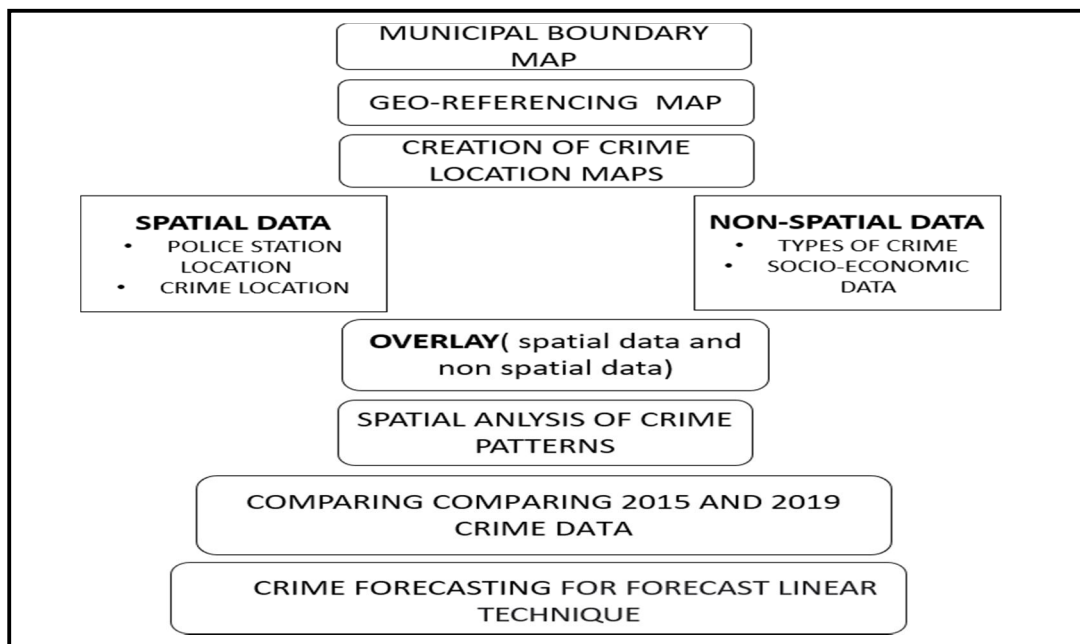 MUNICIPAL BOUNDARY
MAP
GEO-REFERENCING MAP
CREATION OF CRIME
LOCATION MAPS
SPATIAL DATA
• POLICE STATION
LOCATION
• CRIME LOCATION
NON-SPATIAL DATA
• TYPES OF CRIME
• SOCIO-ECONOMIC
DATA
OVERLAY( spatial data and
non spatial data)
SPATIAL ANLYSIS OF CRIME
PATTERNS
COMPARING COMPARING 2015 AND 2019
CRIME DATA
CRIME FORECASTING FOR FORECAST LINEAR
TECHNIQUE